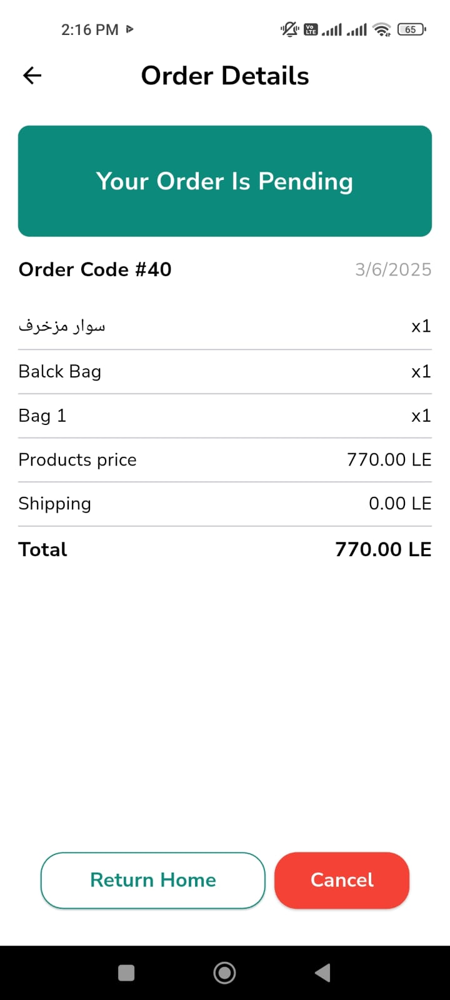 2:16 PM
Vo LTE
65
Order Details
Your Order Is Pending
Order Code #40 3/6/2025
سوار مزخرف x1
Balck Bag x1
Bag 1 x1
Products price 770.00 LE
Shipping 0.00 LE
Total 770.00 LE
Return Home Cancel